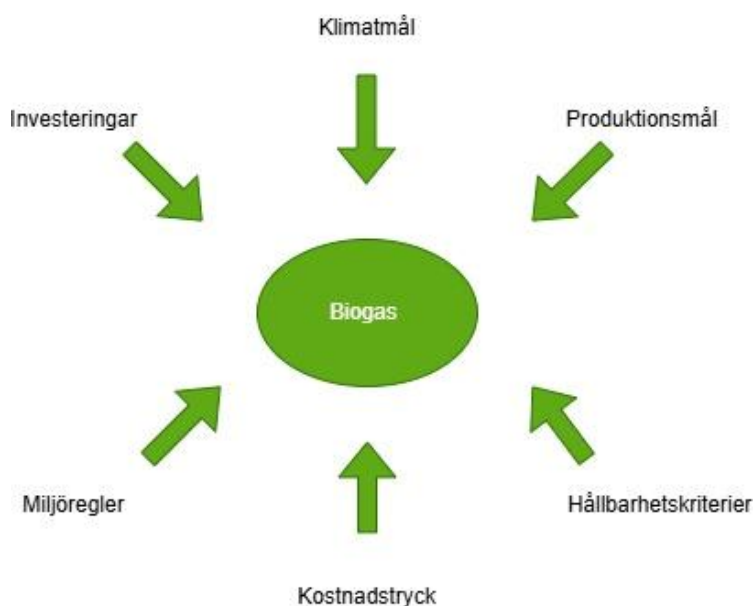 Klimatmål
Investeringar
Produktionsmål
Biogas
Miljöregler
Hållbarhetskriterier
Kostnadstryck